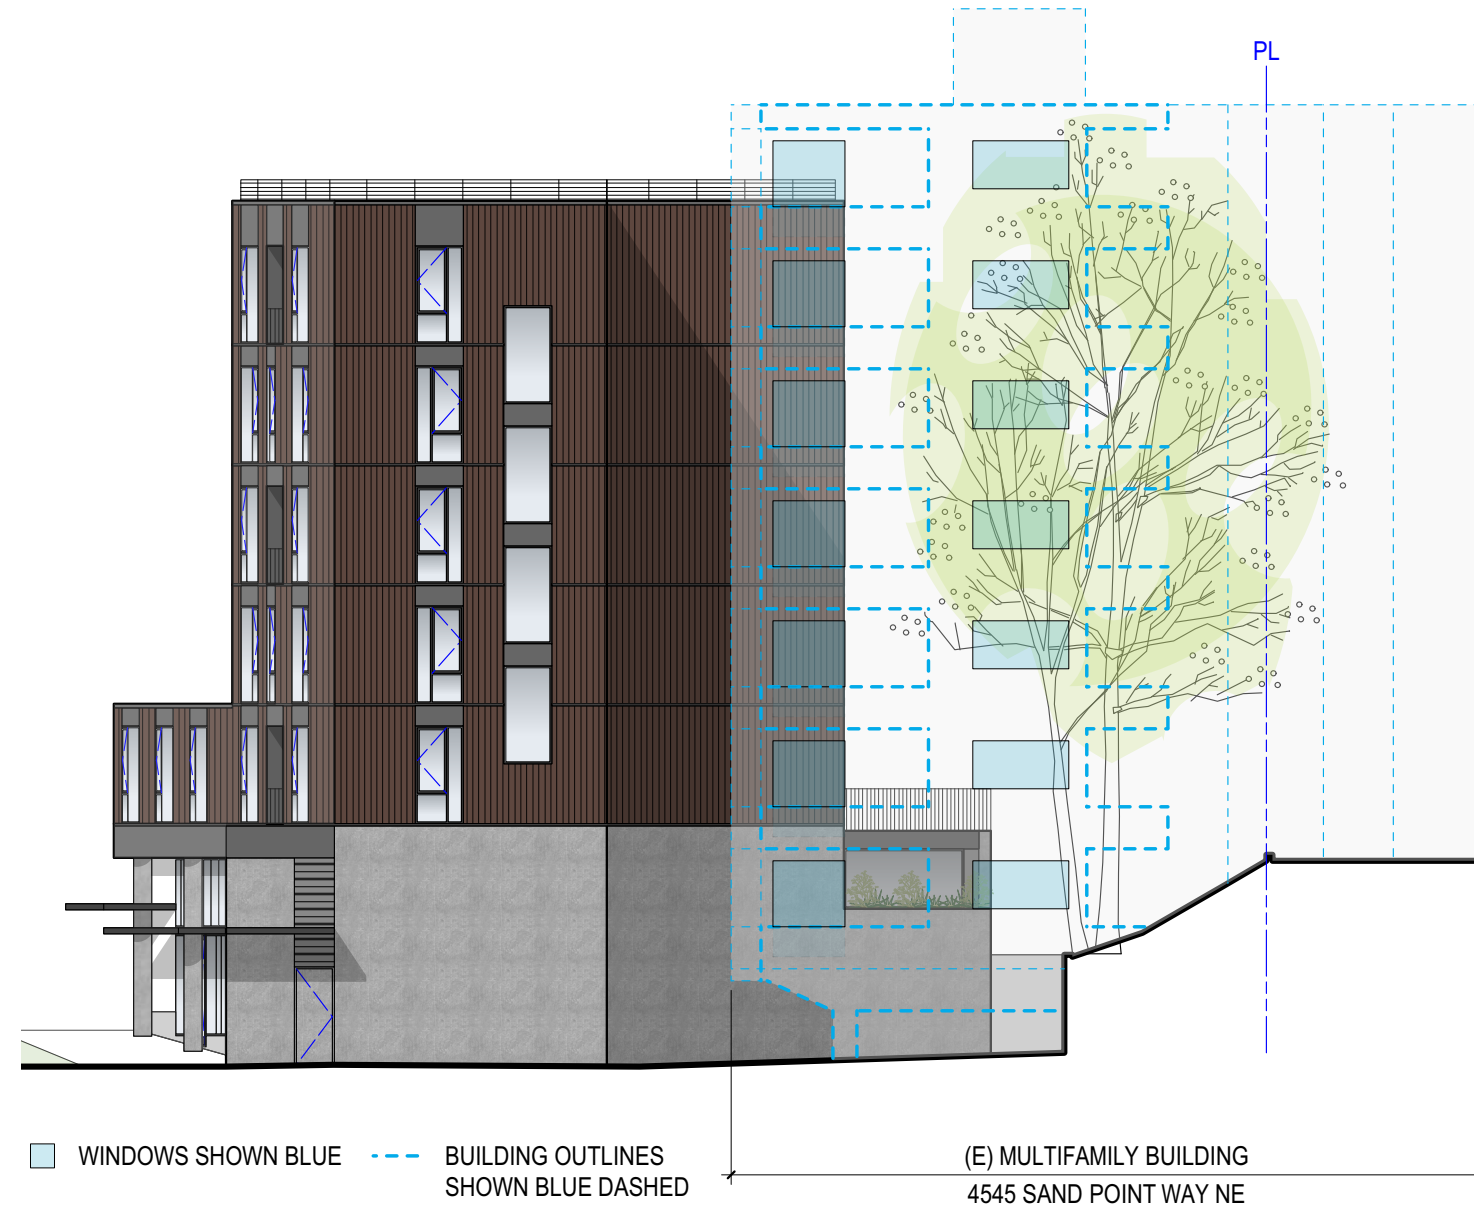 PL
WINDOWS SHOWN BLUE
BUILDING OUTLINES
SHOWN BLUE DASHED
(E) MULTIFAMILY BUILDING
4545 SAND POINT WAY NE